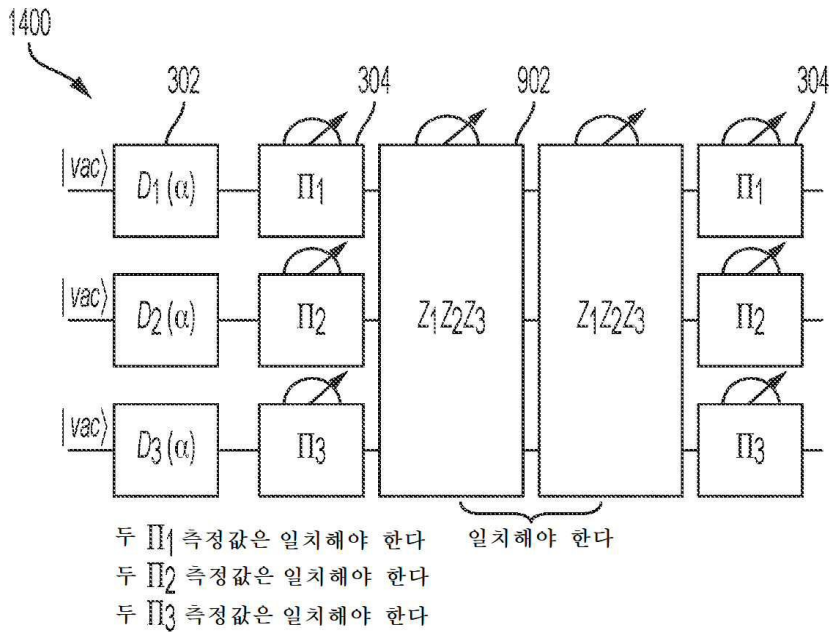 1400
302 304 902 304
|vac⟩ D₁(α) Π₁ Π₁
|vac⟩ D₂(α) Π₂ Z₁Z₂Z₃ Z₁Z₂Z₃ Π₂
|vac⟩ D₃(α) Π₃ Π₃
두 Π₁ 측정값은 일치해야 한다 일치해야 한다
두 Π₂ 측정값은 일치해야 한다
두 Π₃ 측정값은 일치해야 한다